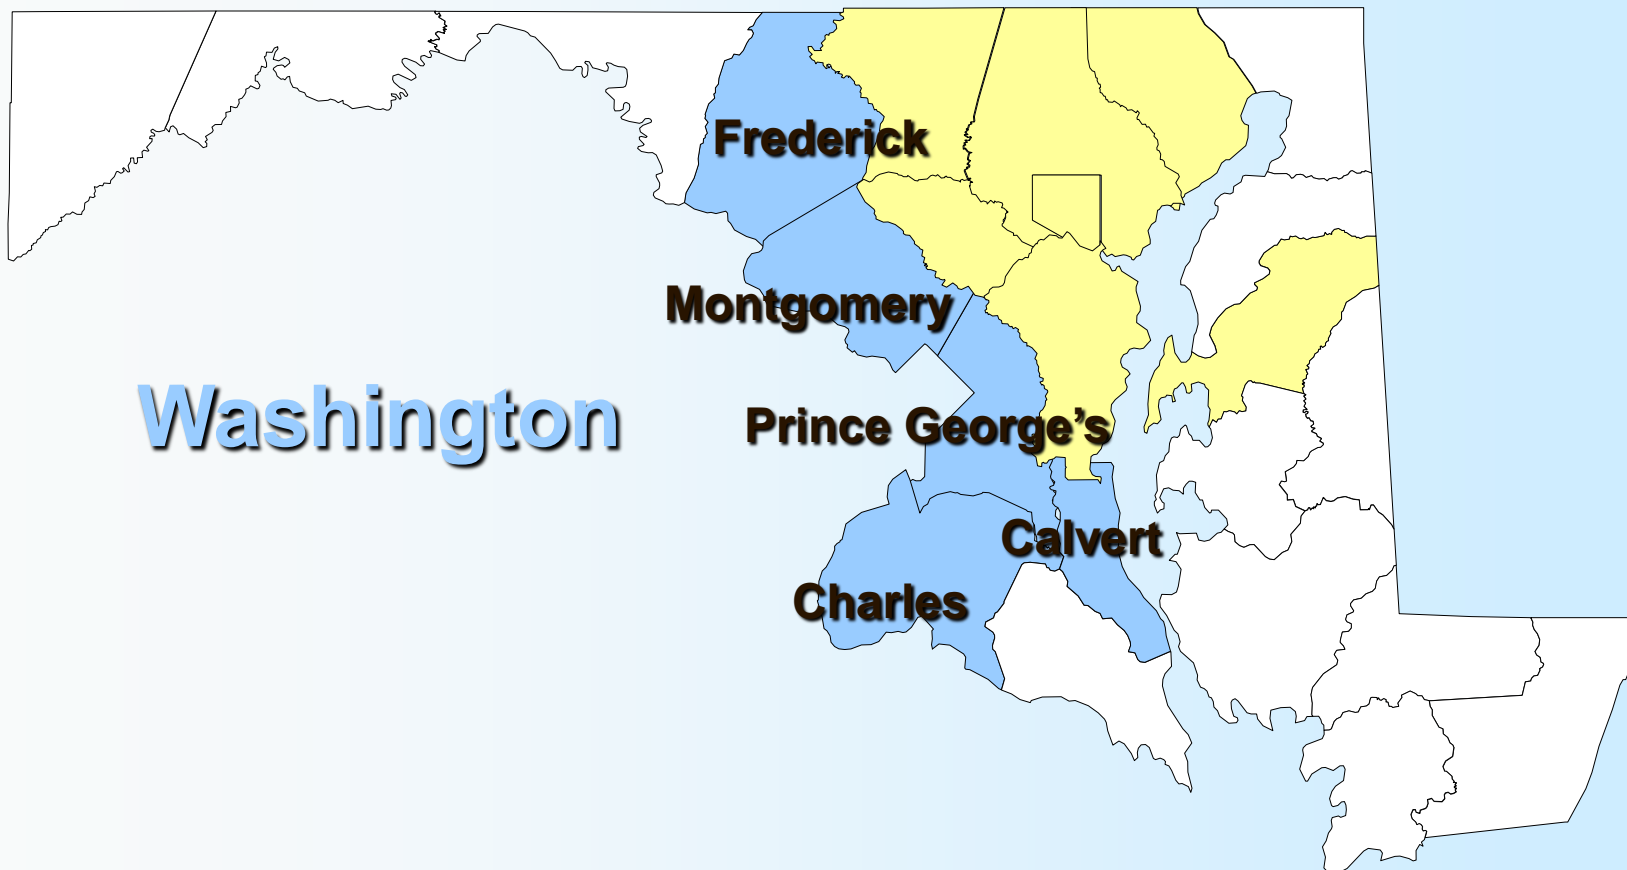 Frederick
Montgomery
Washington
Prince George’s
Calvert
Charles